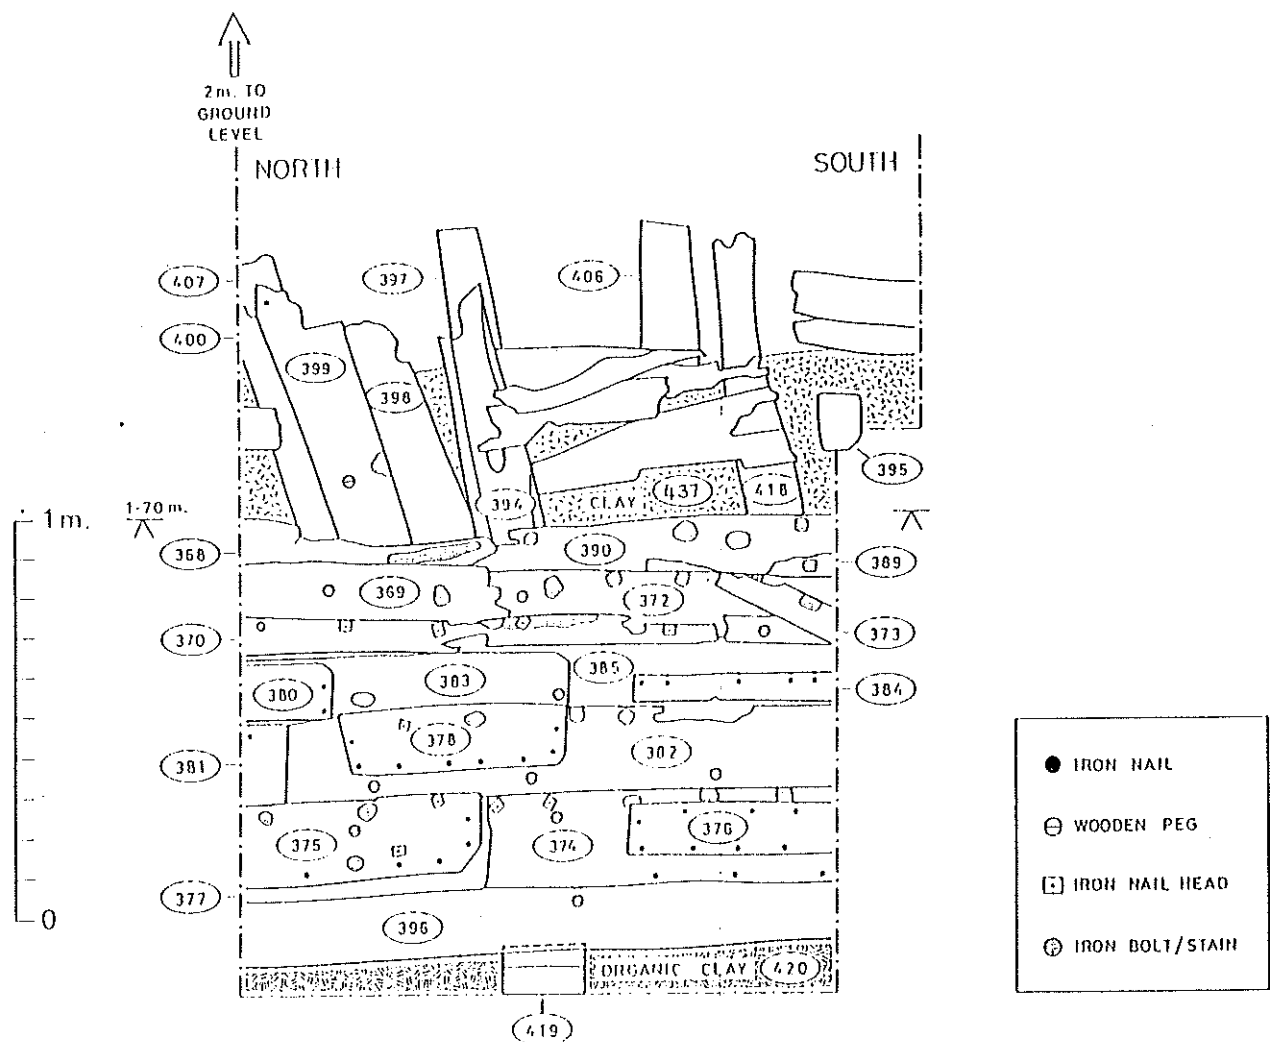 2m. TO
GROUND
LEVEL
NORTH
SOUTH
407
397
406
400
399
398
395
394
CLAY
437
418
1·70 m.
1m.
368
390
389
369
372
370
373
385
380
383
384
378
381
302
376
375
374
377
396
0
ORGANIC CLAY
420
419
IRON NAIL
WOODEN PEG
IRON NAIL HEAD
IRON BOLT/STAIN